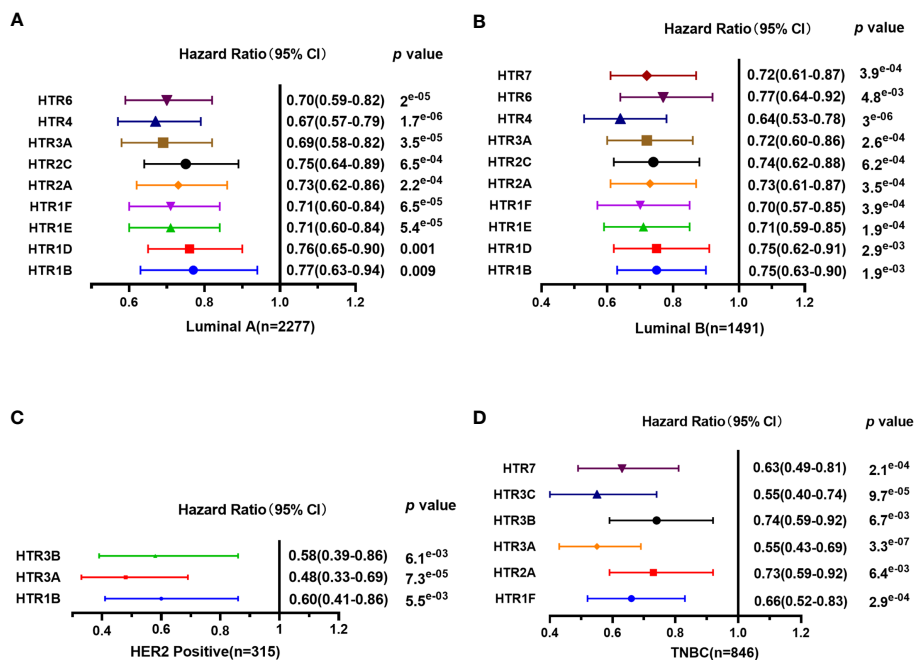 A
Hazard Ratio(95% CI) p value
HTR6 0.70(0.59-0.82) 2e-05
HTR4 0.67(0.57-0.79) 1.7e-06
HTR3A 0.69(0.58-0.82) 3.5e-05
HTR2C 0.75(0.64-0.89) 6.5e-04
HTR2A 0.73(0.62-0.86) 2.2e-04
HTR1F 0.71(0.60-0.84) 6.5e-05
HTR1E 0.71(0.60-0.84) 5.4e-05
HTR1D 0.76(0.65-0.90) 0.001
HTR1B 0.77(0.63-0.94) 0.009
0.6 0.8 1.0 1.2
Luminal A(n=2277)
B
Hazard Ratio(95% CI) p value
HTR7 0.72(0.61-0.87) 3.9e-04
HTR6 0.77(0.64-0.92) 4.8e-03
HTR4 0.64(0.53-0.78) 3e-06
HTR3A 0.72(0.60-0.86) 2.6e-04
HTR2C 0.74(0.62-0.88) 6.2e-04
HTR2A 0.73(0.61-0.87) 3.5e-04
HTR1F 0.70(0.57-0.85) 3.9e-04
HTR1E 0.71(0.59-0.85) 1.9e-04
HTR1D 0.75(0.62-0.91) 2.9e-03
HTR1B 0.75(0.63-0.90) 1.9e-03
0.4 0.6 0.8 1.0 1.2
Luminal B(n=1491)
C
Hazard Ratio(95% CI) p value
HTR3B 0.58(0.39-0.86) 6.1e-03
HTR3A 0.48(0.33-0.69) 7.3e-05
HTR1B 0.60(0.41-0.86) 5.5e-03
0.4 0.6 0.8 1.0 1.2
HER2 Positive(n=315)
D
Hazard Ratio(95% CI) p value
HTR7 0.63(0.49-0.81) 2.1e-04
HTR3C 0.55(0.40-0.74) 9.7e-05
HTR3B 0.74(0.59-0.92) 6.7e-03
HTR3A 0.55(0.43-0.69) 3.3e-07
HTR2A 0.73(0.59-0.92) 6.4e-03
HTR1F 0.66(0.52-0.83) 2.9e-04
0.4 0.6 0.8 1.0 1.2
TNBC(n=846)